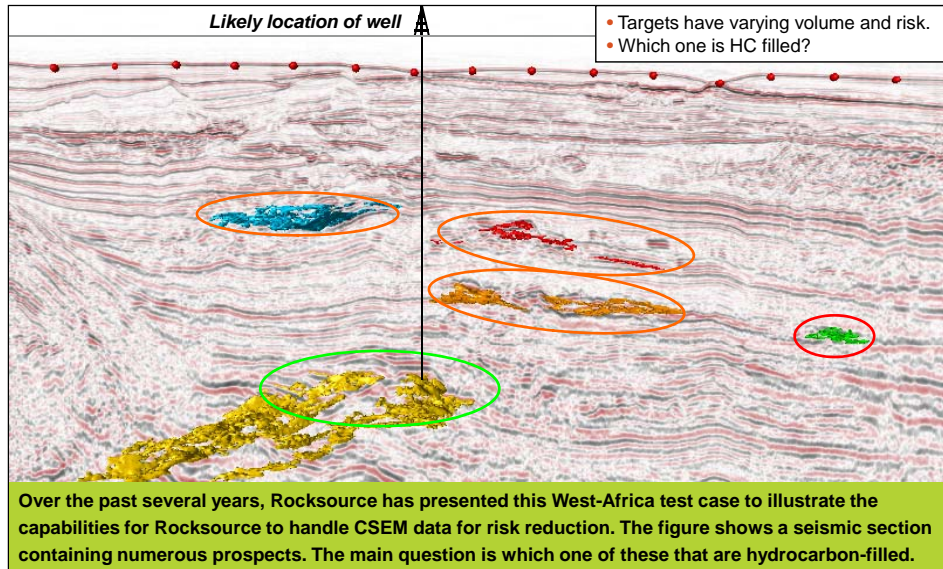 Likely location of well
• Targets have varying volume and risk.
• Which one is HC filled?
Over the past several years, Rocksource has presented this West-Africa test case to illustrate the
capabilities for Rocksource to handle CSEM data for risk reduction. The figure shows a seismic section
containing numerous prospects. The main question is which one of these that are hydrocarbon-filled.